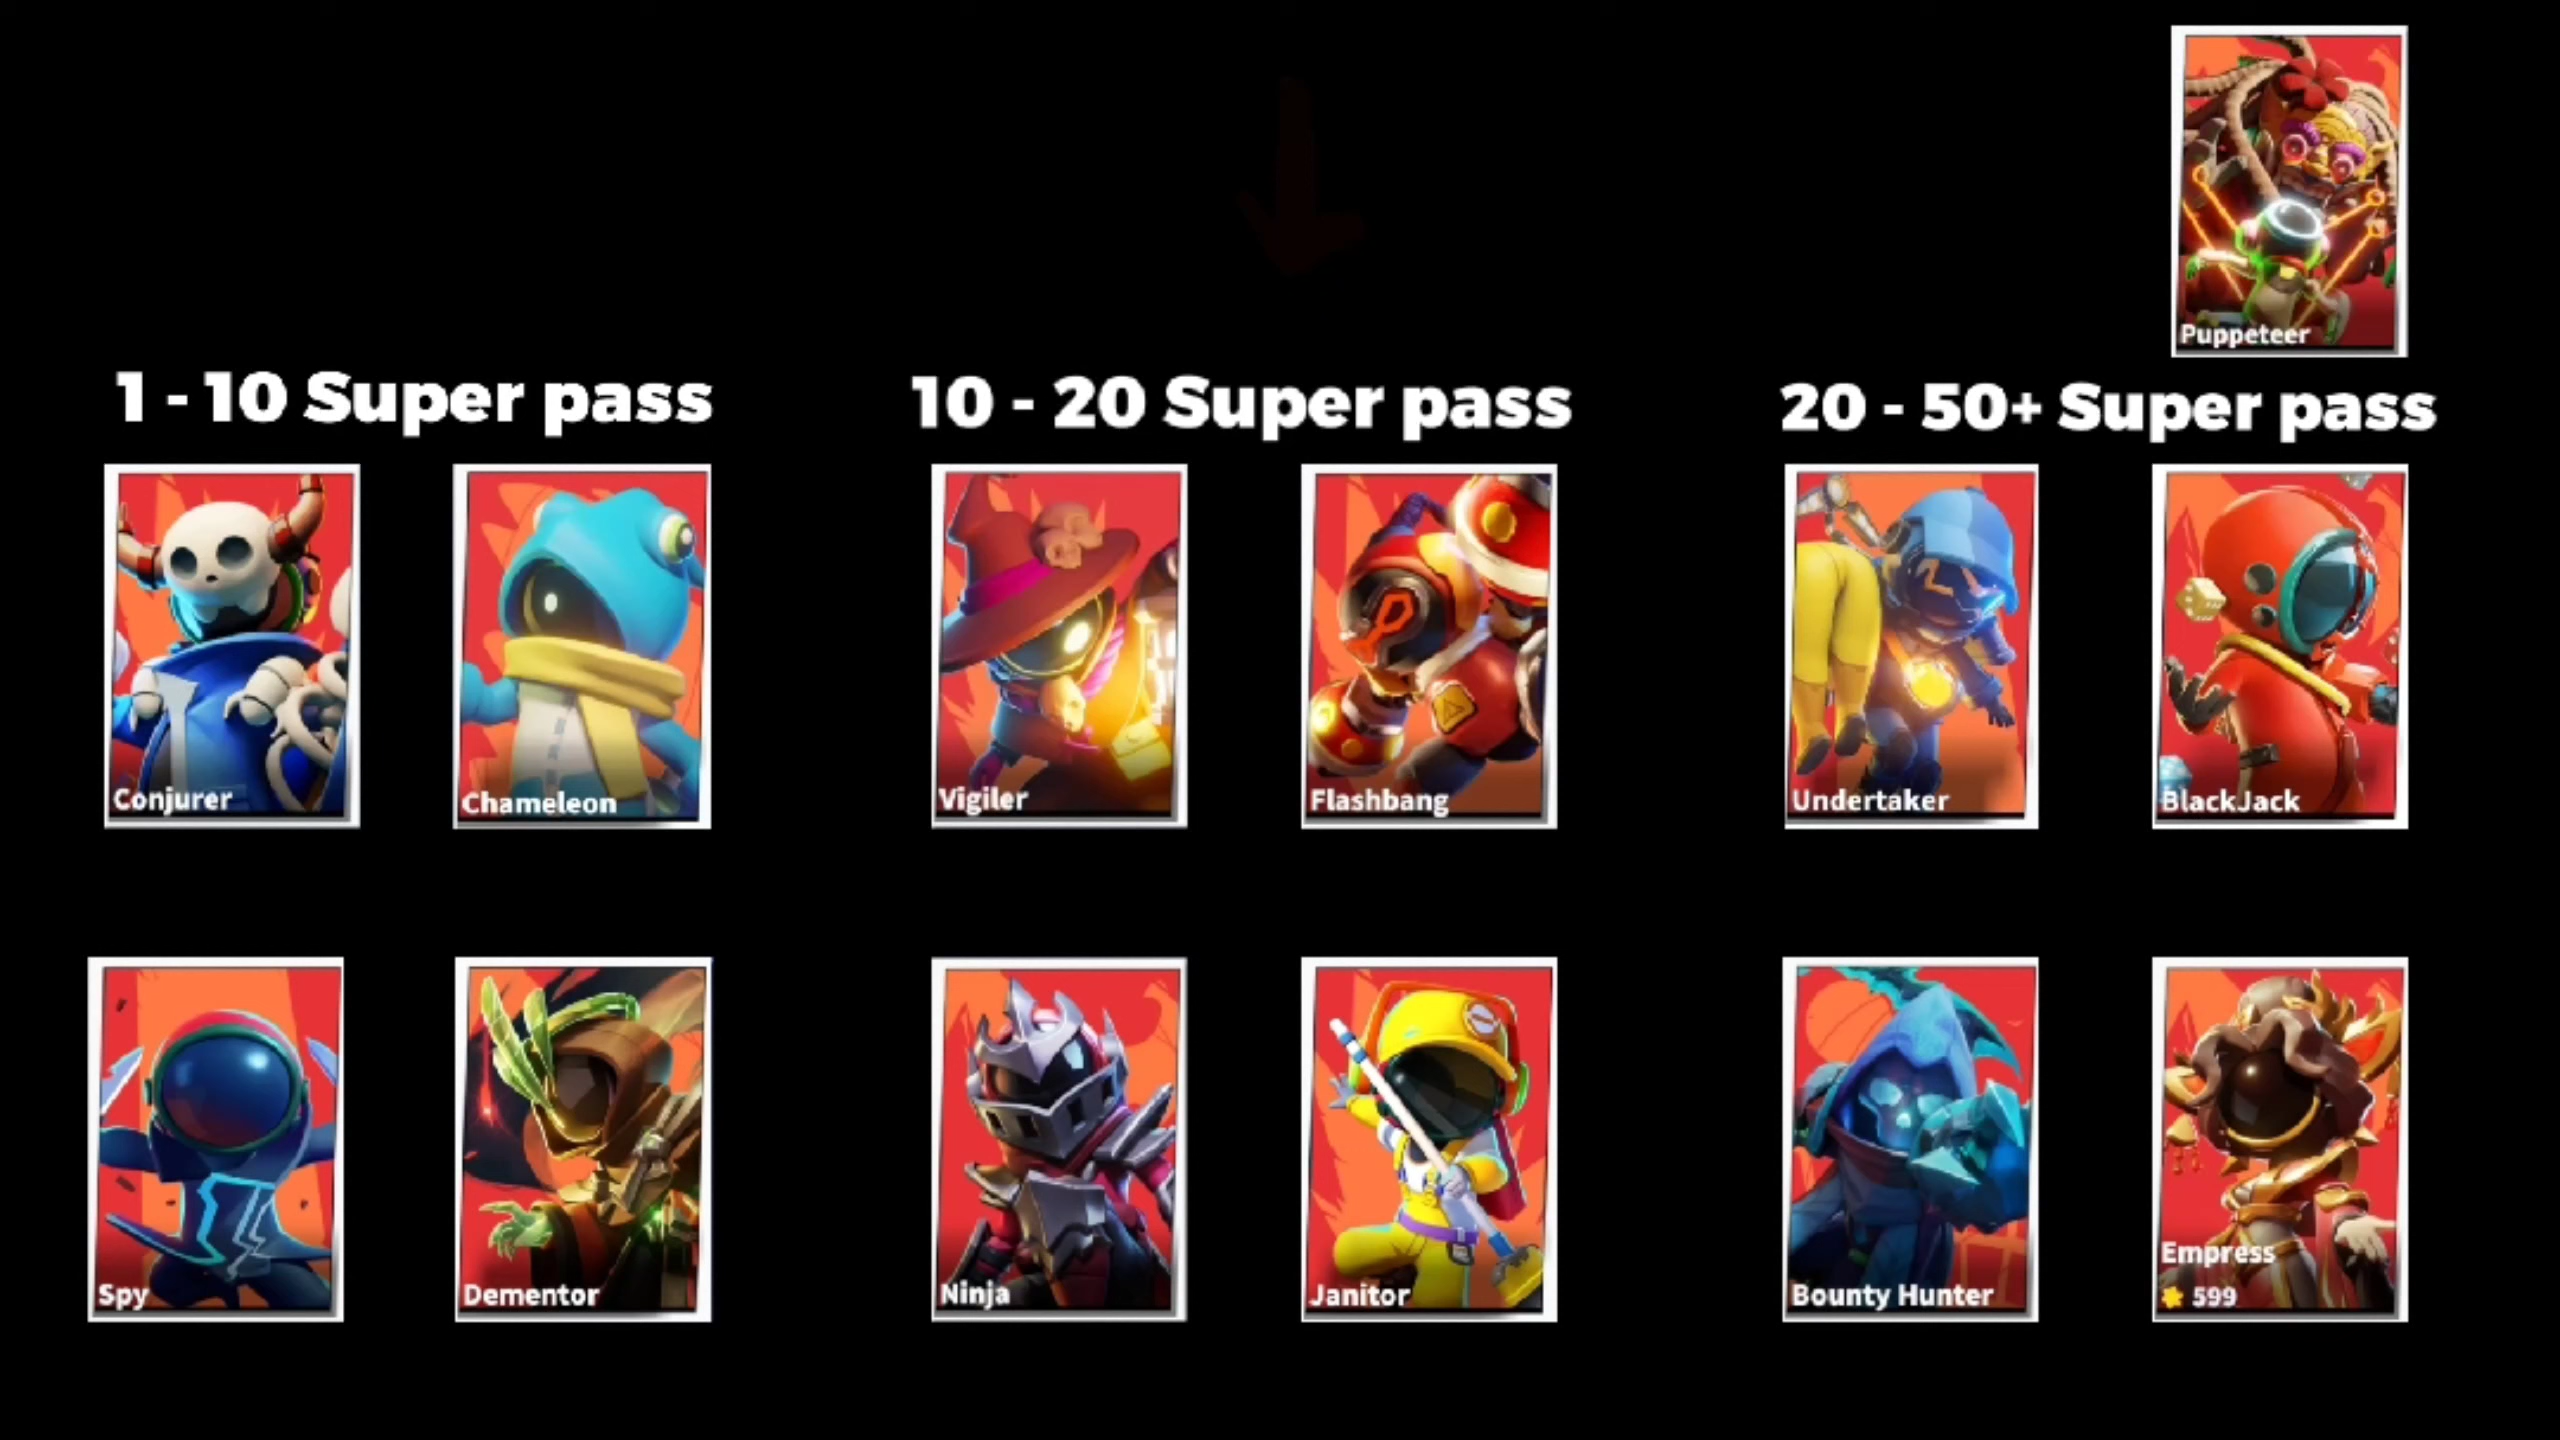 Puppeteer
1 - 10 Super pass
10 - 20 Super pass
20 - 50+ Super pass
Conjurer
Chameleon
Vigiler
Flashbang
Undertaker
BlackJack
Spy
Dementor
Ninja
Janitor
Bounty Hunter
Empress
599